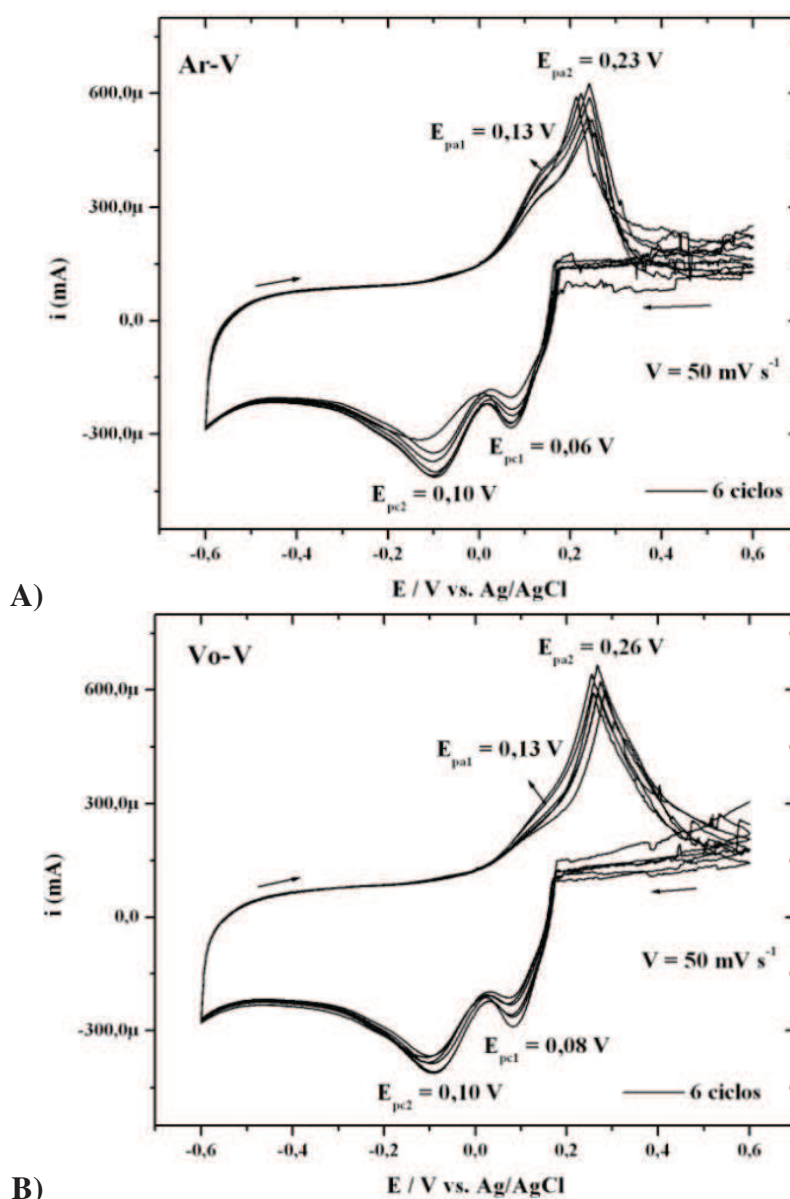 Ar-V
E_pa2 = 0,23 V
E_pa1 = 0,13 V
600,0μ
300,0μ
0,0
-300,0μ
i (mA)
V = 50 mV s⁻¹
E_pc1 = 0,06 V
E_pc2 = 0,10 V
6 ciclos
-0,6 -0,4 -0,2 0,0 0,2 0,4 0,6
E / V vs. Ag/AgCl
A)
Vo-V
E_pa2 = 0,26 V
E_pa1 = 0,13 V
600,0μ
300,0μ
0,0
-300,0μ
i (mA)
V = 50 mV s⁻¹
E_pc1 = 0,08 V
E_pc2 = 0,10 V
6 ciclos
-0,6 -0,4 -0,2 0,0 0,2 0,4 0,6
E / V vs. Ag/AgCl
B)